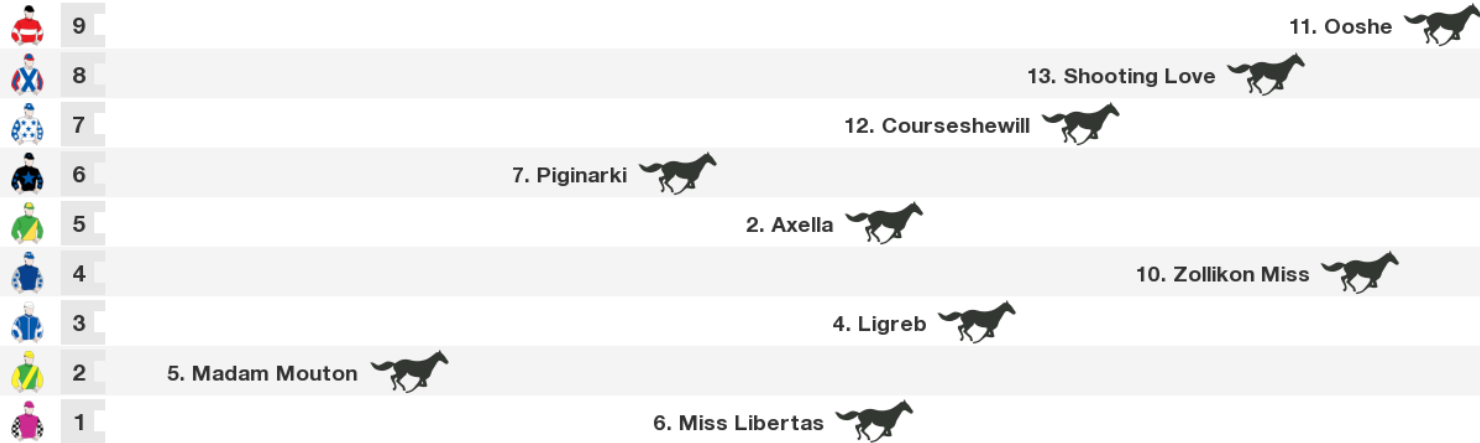 9 11. Ooshe
8 13. Shooting Love
7 12. Courseshewill
6 7. Piginarki
5 2. Axella
4 10. Zollikon Miss
3 4. Ligreb
2 5. Madam Mouton
1 6. Miss Libertas